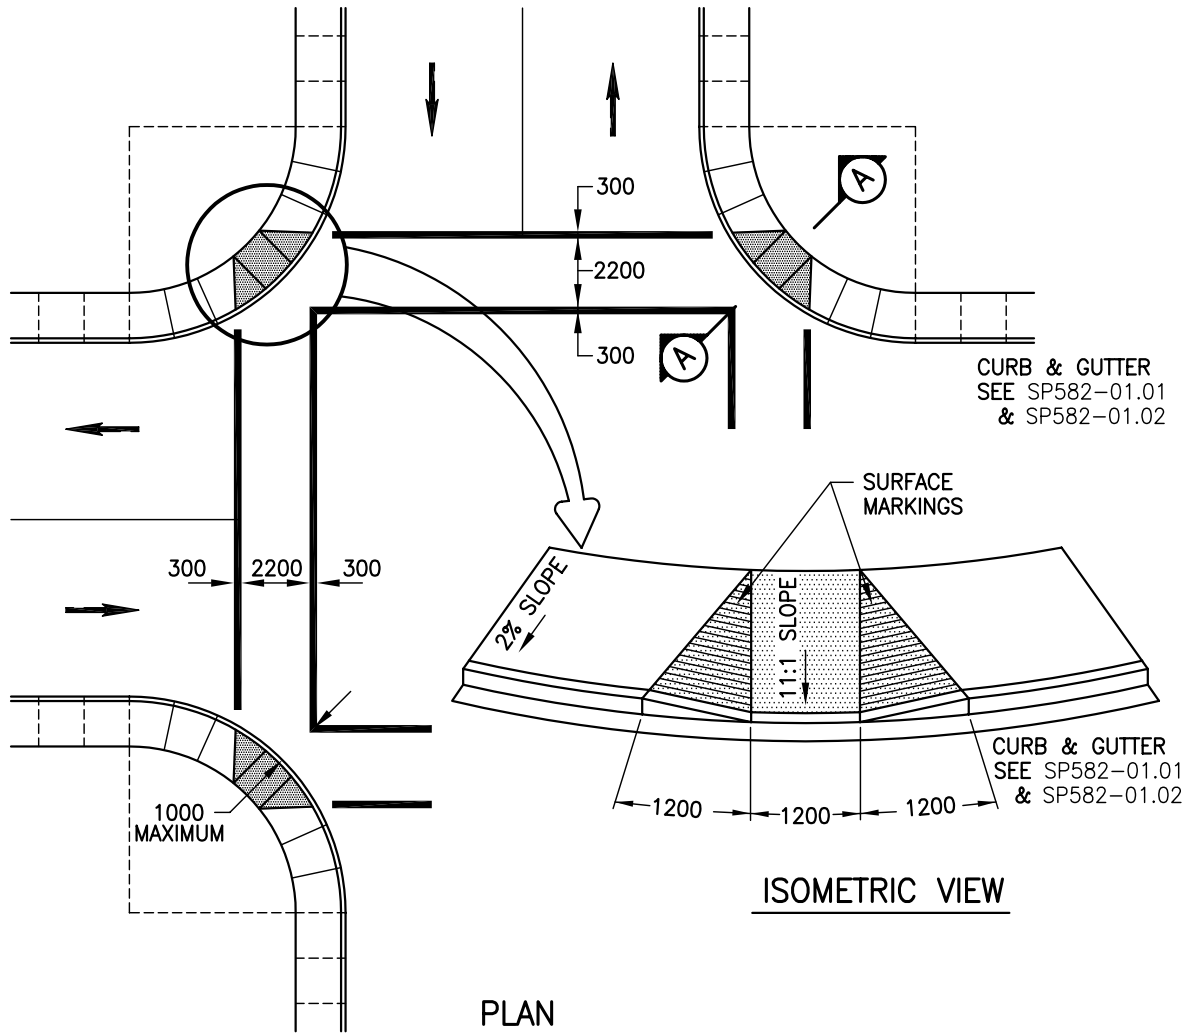 300
A
2200
300
A
CURB & GUTTER
SEE SP582-01.01
& SP582-01.02
SURFACE
MARKINGS
300 2200 300
2% SLOPE
11:1 SLOPE
CURB & GUTTER
SEE SP582-01.01
& SP582-01.02
1200 1200 1200
1000
MAXIMUM
ISOMETRIC VIEW
PLAN